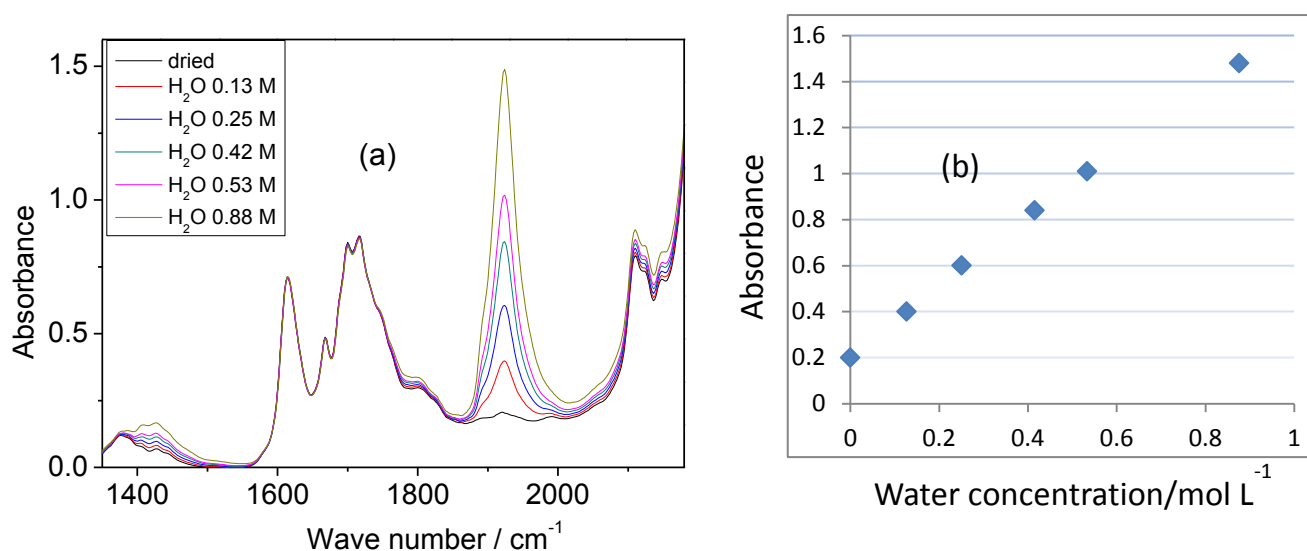 1.5
1.0
0.5
0.0
Absorbance
dried
H₂O 0.13 M
H₂O 0.25 M
H₂O 0.42 M
H₂O 0.53 M
H₂O 0.88 M
(a)
1400 1600 1800 2000
Wave number / cm⁻¹
1.6
1.4
1.2
1
0.8
0.6
0.4
0.2
0
Absorbance
(b)
0 0.2 0.4 0.6 0.8 1
Water concentration/mol L⁻¹